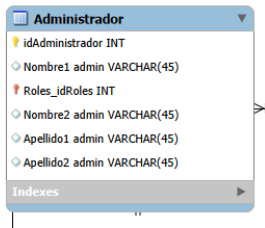 Administrador
idAdministrador INT
Nombre1 admin VARCHAR(45)
Roles_idRoles INT
Nombre2 admin VARCHAR(45)
Apellido1 admin VARCHAR(45)
Apellido2 admin VARCHAR(45)
Indexes